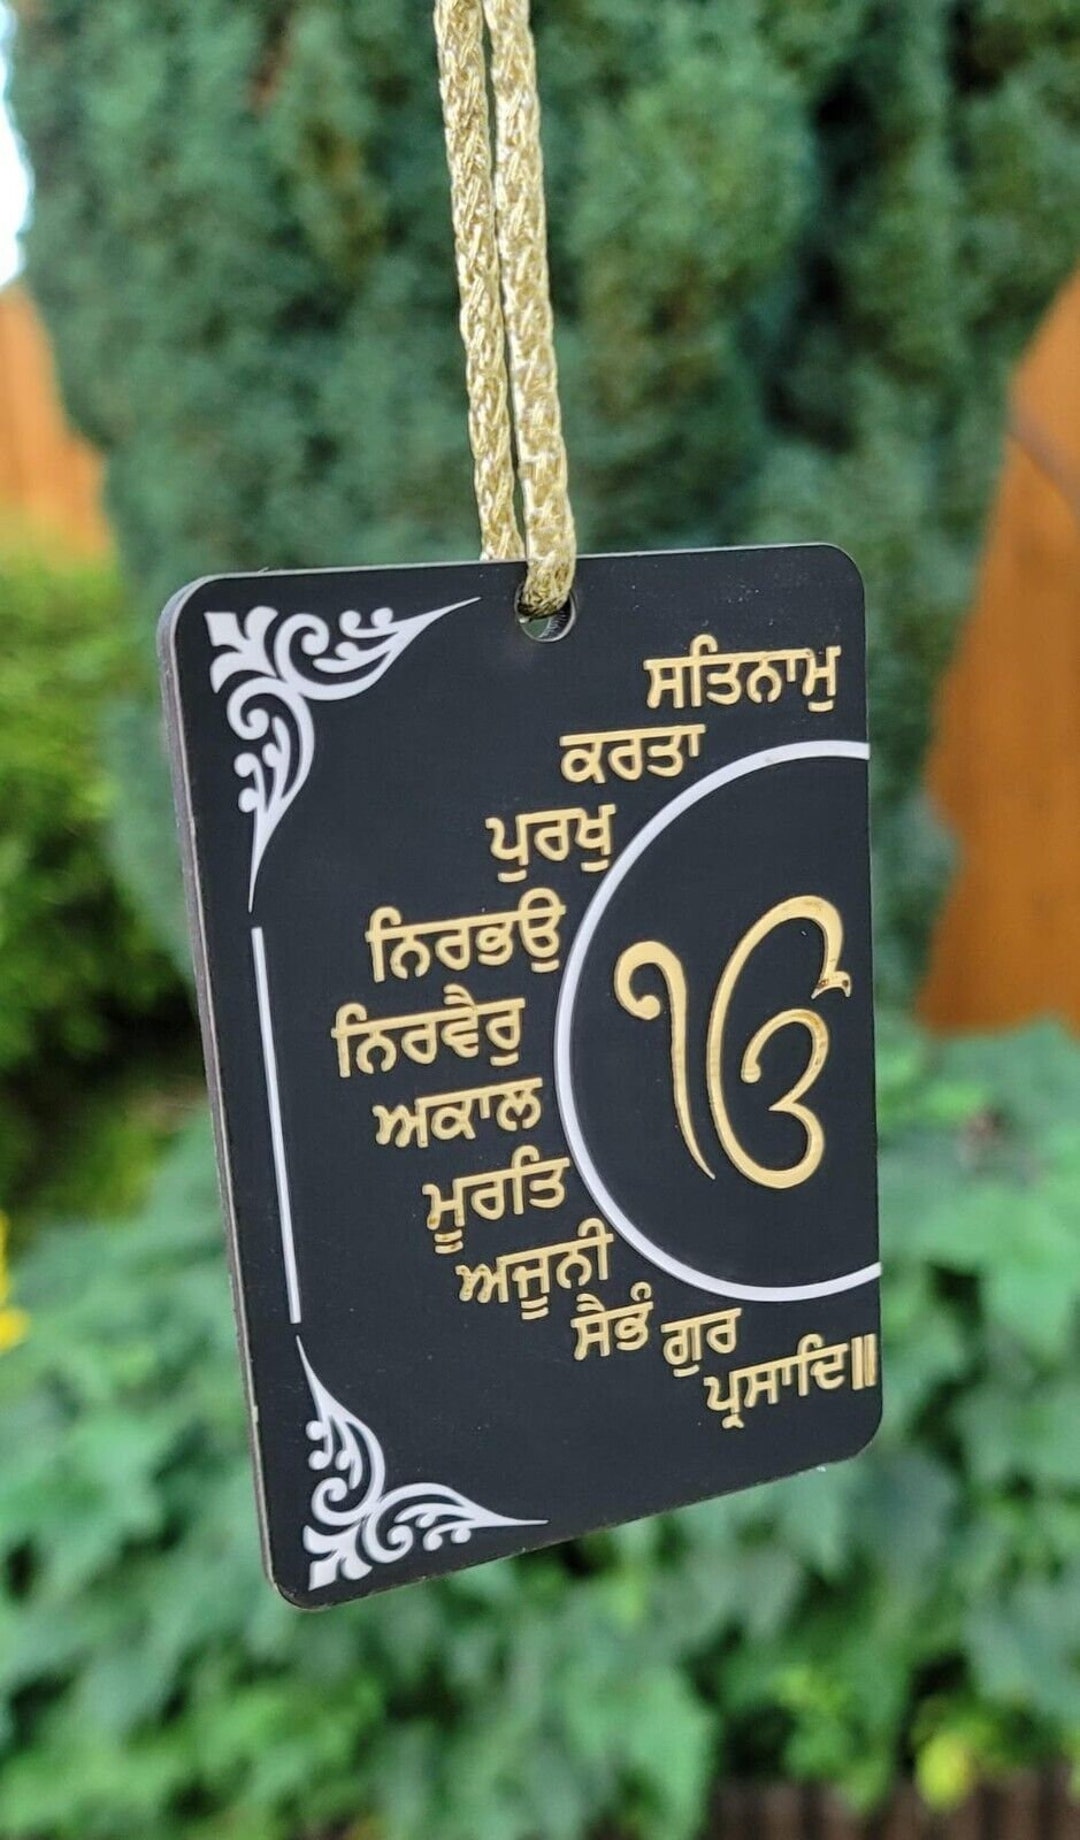 ਸਤਿਨਾਮੁ
ਕਰਤਾ
ਪੁਰਖੁ
ਨਿਰਭਉ
ਨਿਰਵੈਰੁ
ੴ
ਅਕਾਲ
ਮੂਰਤਿ
ਅਜੂਨੀ
ਸੈਭੰ ਗੁਰ
ਪ੍ਰਸਾਦਿ॥